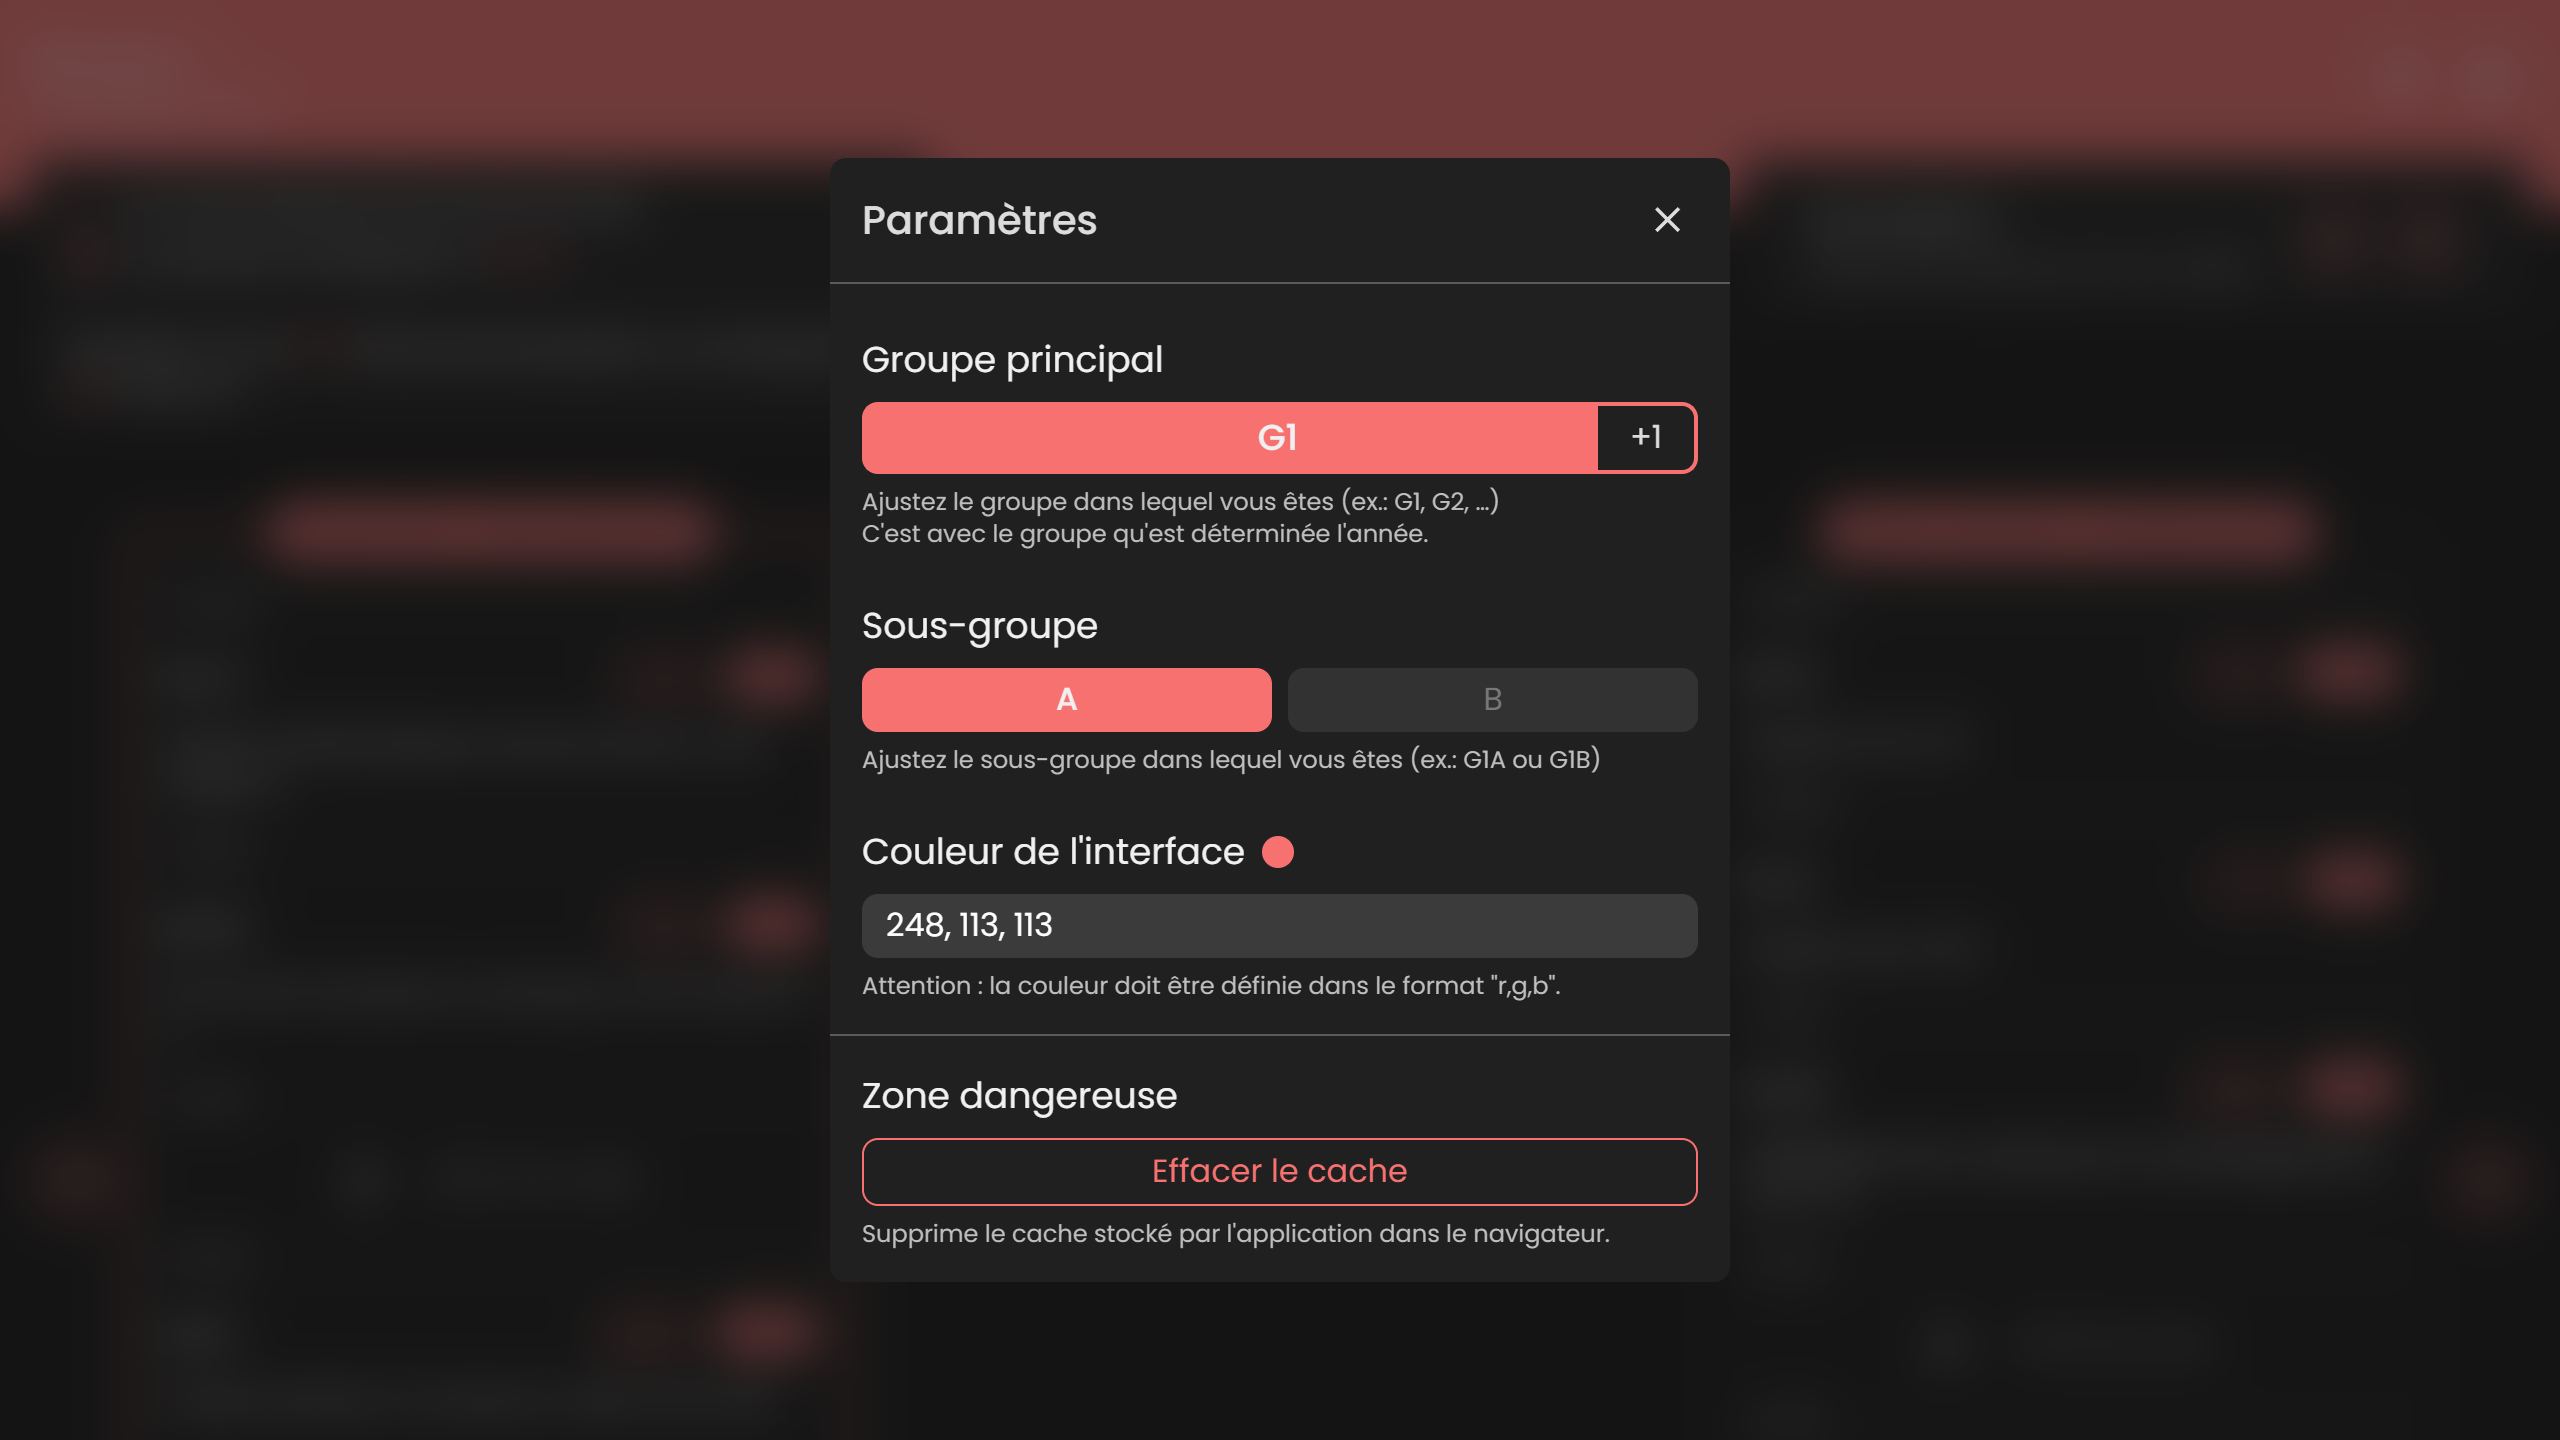 Paramètres
Groupe principal
G1 +1
Ajustez le groupe dans lequel vous êtes (ex.: G1, G2, ...)
C'est avec le groupe qu'est déterminée l'année.
Sous-groupe
A B
Ajustez le sous-groupe dans lequel vous êtes (ex.: G1A ou G1B)
Couleur de l'interface
248, 113, 113
Attention : la couleur doit être définie dans le format "r,g,b".
Zone dangereuse
Effacer le cache
Supprime le cache stocké par l'application dans le navigateur.